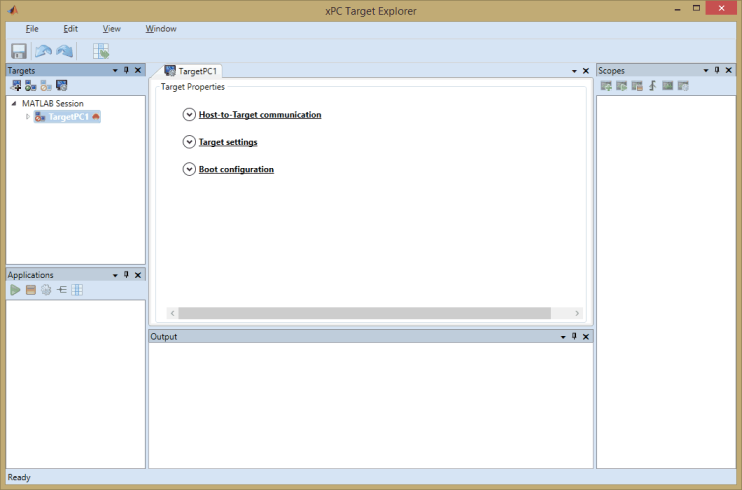 xPC Target Explorer
File Edit View Window
Targets
MATLAB Session
TargetPC1
Applications
TargetPC1
Target Properties
Host-to-Target communication
Target settings
Boot configuration
Output
Scopes
Ready